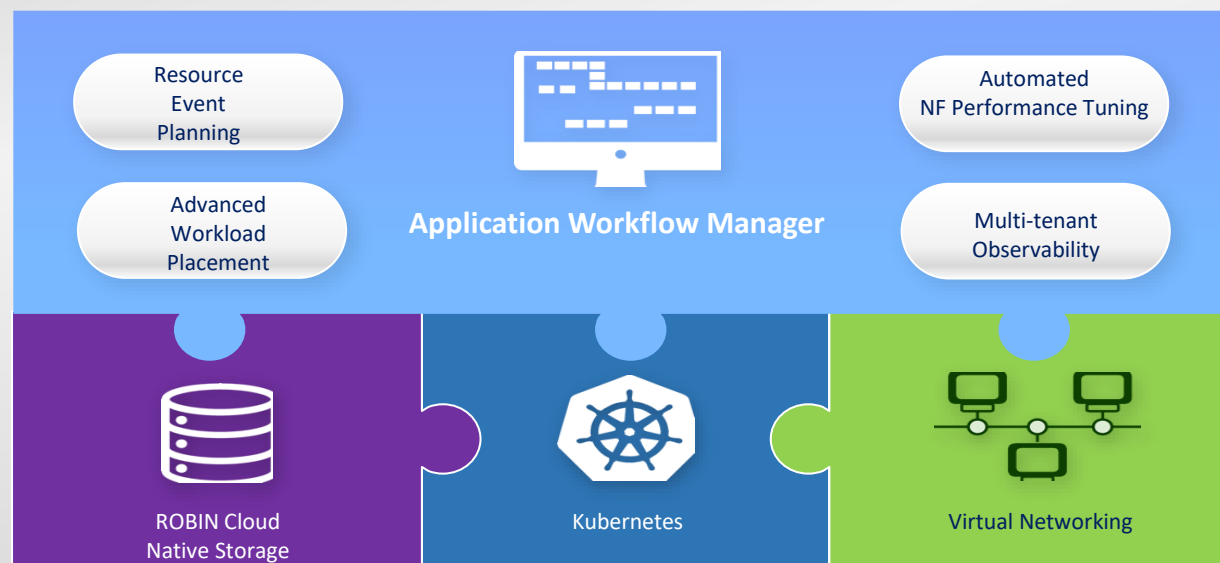 Resource
Event
Planning
Advanced
Workload
Placement
Application Workflow Manager
Automated
NF Performance Tuning
Multi-tenant
Observability
ROBIN Cloud
Native Storage
Kubernetes
Virtual Networking